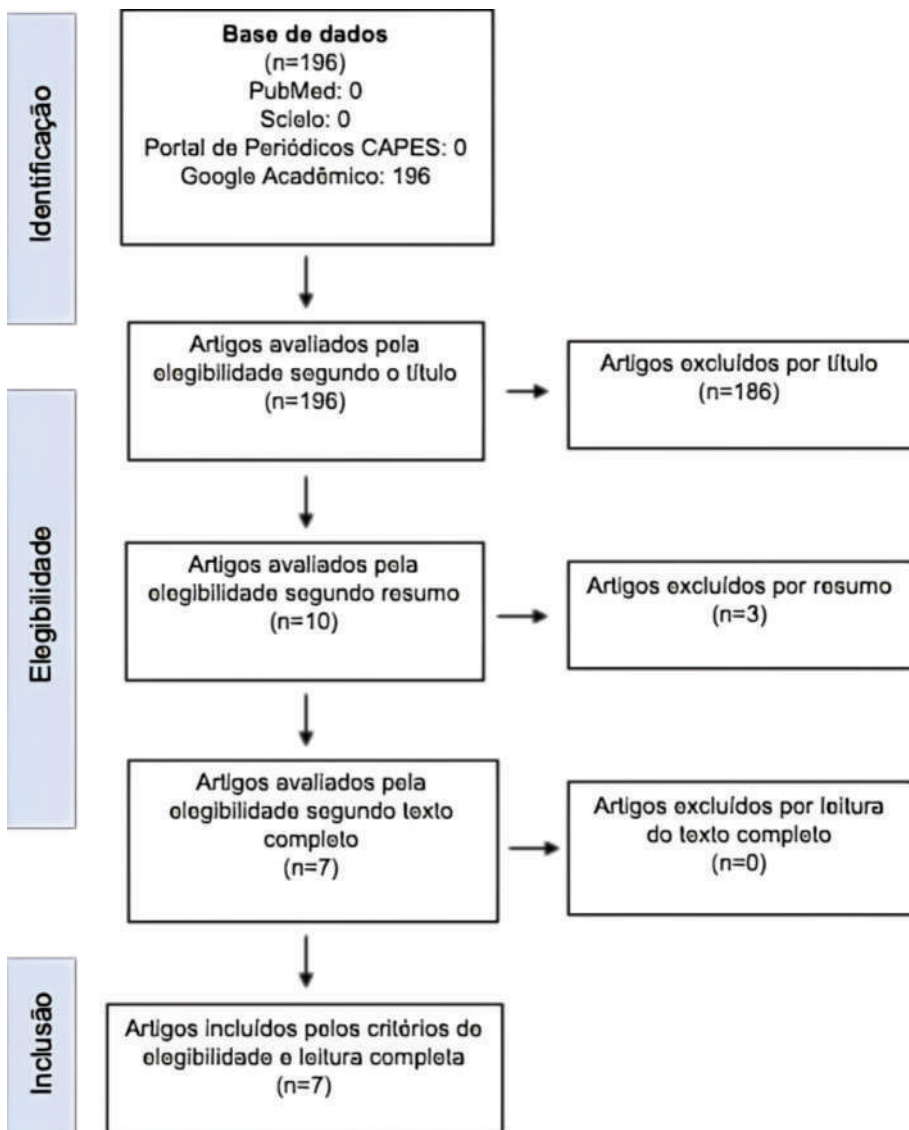 Identificação
Base de dados
(n=196)
PubMed: 0
Scielo: 0
Portal de Periódicos CAPES: 0
Google Acadêmico: 196
Elegibilidade
Artigos avaliados pela
elegibilidade segundo o título
(n=196)
Artigos excluídos por título
(n=186)
Artigos avaliados pela
elegibilidade segundo resumo
(n=10)
Artigos excluídos por resumo
(n=3)
Artigos avaliados pela
elegibilidade segundo texto
completo
(n=7)
Artigos excluídos por leitura
do texto completo
(n=0)
Inclusão
Artigos incluídos pelos critérios de
elegibilidade e leitura completa
(n=7)